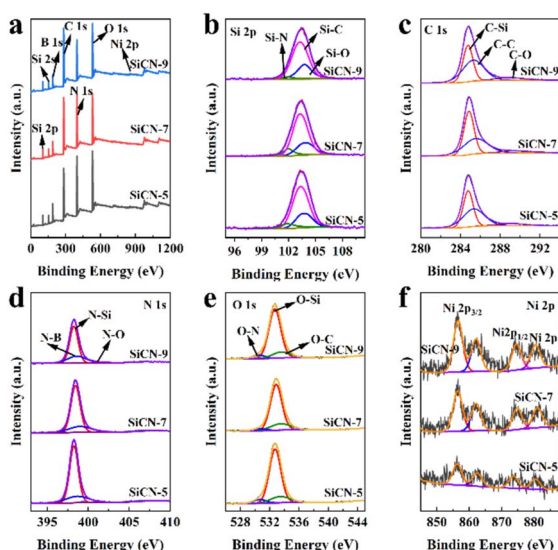 a
B 1s
C 1s
O 1s
Ni 2p
Si 2s
SiCN-9
Si 2p
N 1s
SiCN-7
SiCN-5
0 300 600 900 1200
Binding Energy (eV)
Intensity (a.u.)
b
Si 2p
Si-N
Si-C
Si-O
SiCN-9
SiCN-7
SiCN-5
96 99 102 105 108
Binding Energy (eV)
Intensity (a.u.)
c
C 1s
C-Si
C-C
C-O
SiCN-9
SiCN-7
SiCN-5
280 284 288 292
Binding Energy (eV)
Intensity (a.u.)
d
N 1s
N-Si
N-B
N-O
SiCN-9
SiCN-7
SiCN-5
395 400 405 410
Binding Energy (eV)
Intensity (a.u.)
e
O 1s
O-Si
O-N
O-C
SiCN-9
SiCN-7
SiCN-5
528 532 536 540 544
Binding Energy (eV)
Intensity (a.u.)
f
Ni 2p
Ni 2p3/2
Ni2p1/2 Ni 2p
SiCN-9
SiCN-7
SiCN-5
850 860 870 880
Binding Energy (eV)
Intensity (a.u.)